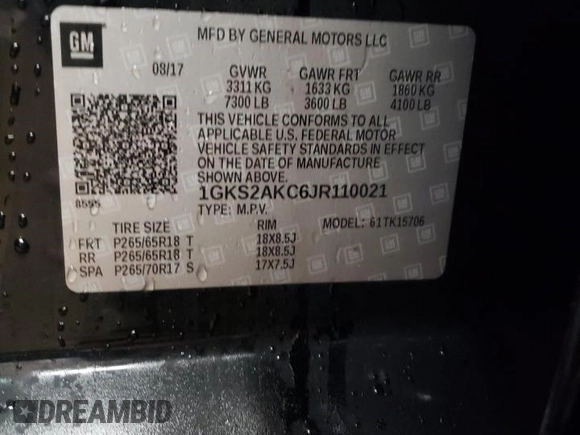 GM
MFD BY GENERAL MOTORS LLC
08/17 GVWR GAWR FRT GAWR RR
3311 KG 1633 KG 1860 KG
7300 LB 3600 LB 4100 LB
THIS VEHICLE CONFORMS TO ALL
APPLICABLE U.S. FEDERAL MOTOR
VEHICLE SAFETY STANDARDS IN EFFECT
ON THE DATE OF MANUFACTURE
8595
1GKS2AKC6JR110021
TYPE: M.P.V. MODEL: 61TK15706
TIRE SIZE RIM
FRT P265/65R18 T 18X8.5J
RR P265/65R18 T 18X8.5J
SPA P265/70R17 S 17X7.5J
DREAMBID